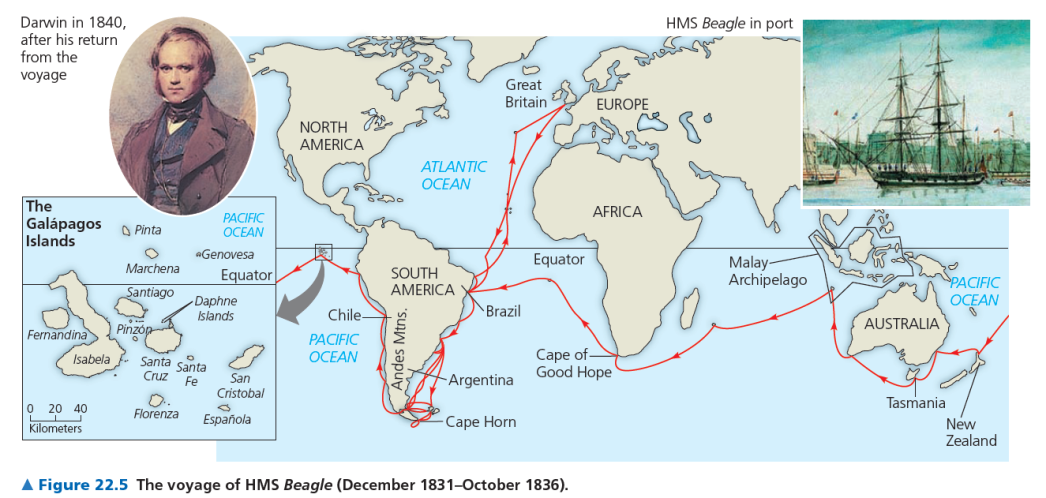 Darwin in 1840,
after his return
from the
voyage
HMS Beagle in port
NORTH
AMERICA
ATLANTIC
OCEAN
Great
Britain
EUROPE
AFRICA
Equator
SOUTH
AMERICA
Brazil
Chile
PACIFIC
OCEAN
Andes Mtns.
Argentina
Cape Horn
Cape of
Good Hope
Malay
Archipelago
PACIFIC
OCEAN
AUSTRALIA
Tasmania
New
Zealand
The
Galápagos
Islands
PACIFIC
OCEAN
Pinta
Genovesa
Marchena
Equator
Santiago
Daphne
Islands
Pinzón
Fernandina
Isabela
Santa
Cruz
Santa
Fe
San
Cristobal
Florenza
Española
0 20 40
Kilometers
▲ Figure 22.5 The voyage of HMS Beagle (December 1831–October 1836).